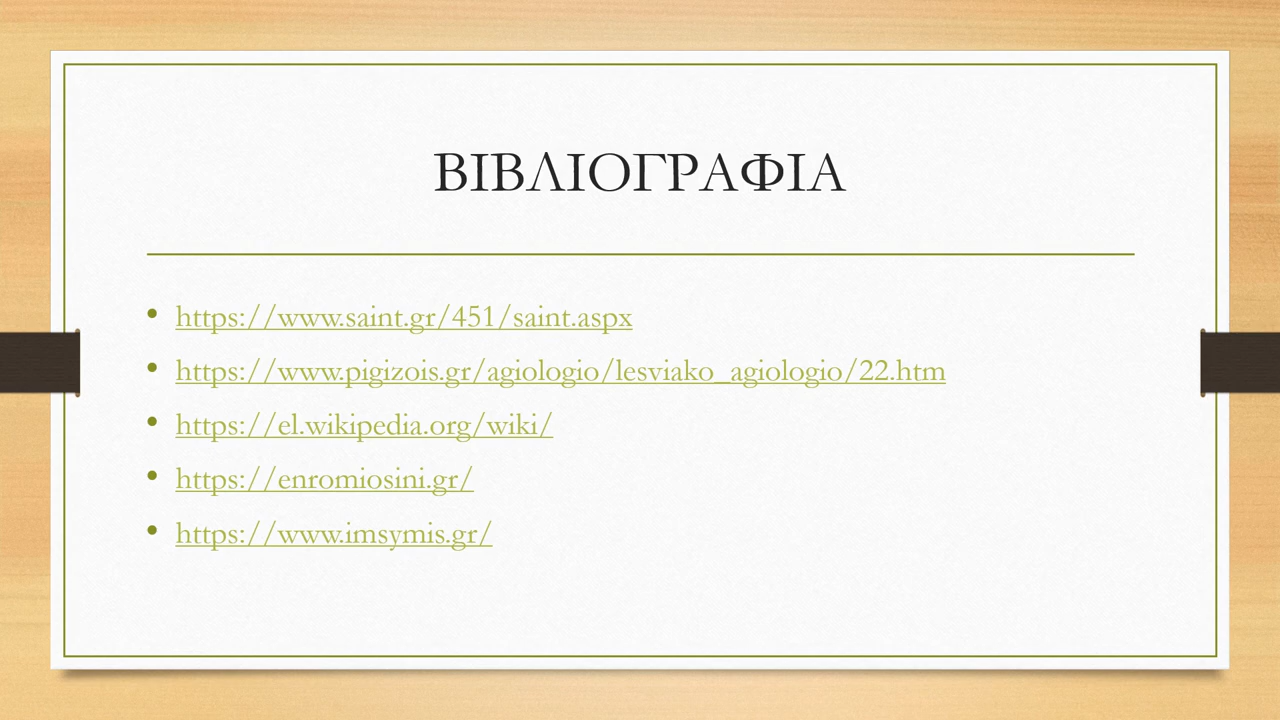 ΒΙΒΛΙΟΓΡΑΦΙΑ
• https://www.saint.gr/451/saint.aspx
• https://www.pigizois.gr/agiologio/lesviako_agiologio/22.htm
• https://el.wikipedia.org/wiki/
• https://enromiosini.gr/
• https://www.imsymis.gr/